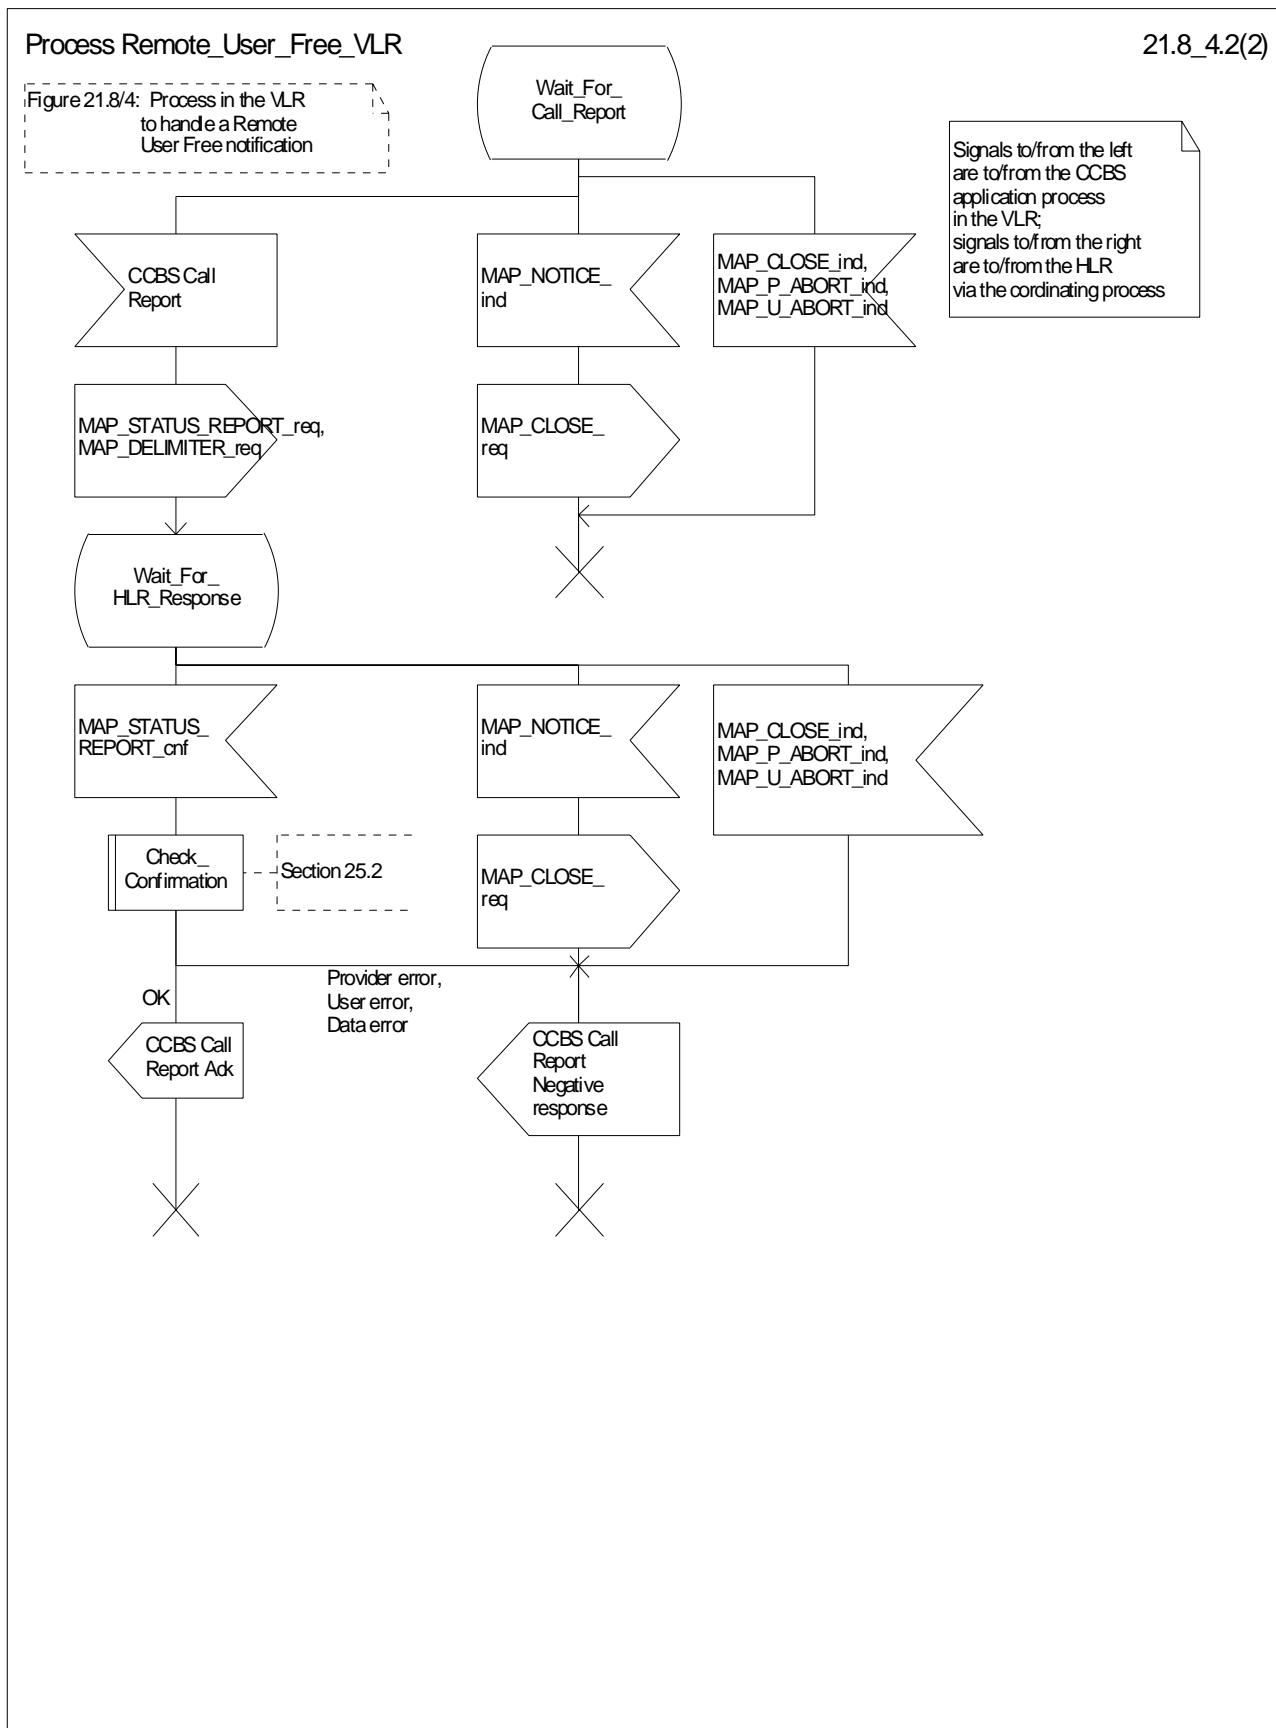 Process Remote_User_Free_VLR
21.8_4.2(2)
Figure 21.8/4: Process in the VLR
to handle a Remote
User Free notification
Wait_For_
Call_Report
Signals to/from the left
are to/from the CCBS
application process
in the VLR;
signals to/from the right
are to/from the HLR
via the cordinating process
CCBS Call
Report
MAP_NOTICE_
ind
MAP_CLOSE_ind,
MAP_P_ABORT_ind,
MAP_U_ABORT_ind
MAP_STATUS_REPORT_req,
MAP_DELIMITER_req
MAP_CLOSE_
req
Wait_For_
HLR_Response
MAP_STATUS_
REPORT_cnf
MAP_NOTICE_
ind
MAP_CLOSE_ind,
MAP_P_ABORT_ind,
MAP_U_ABORT_ind
Check_
Confirmation
Section 25.2
MAP_CLOSE_
req
Provider error,
User error,
Data error
OK
CCBS Call
Report Ack
CCBS Call
Report
Negative
response